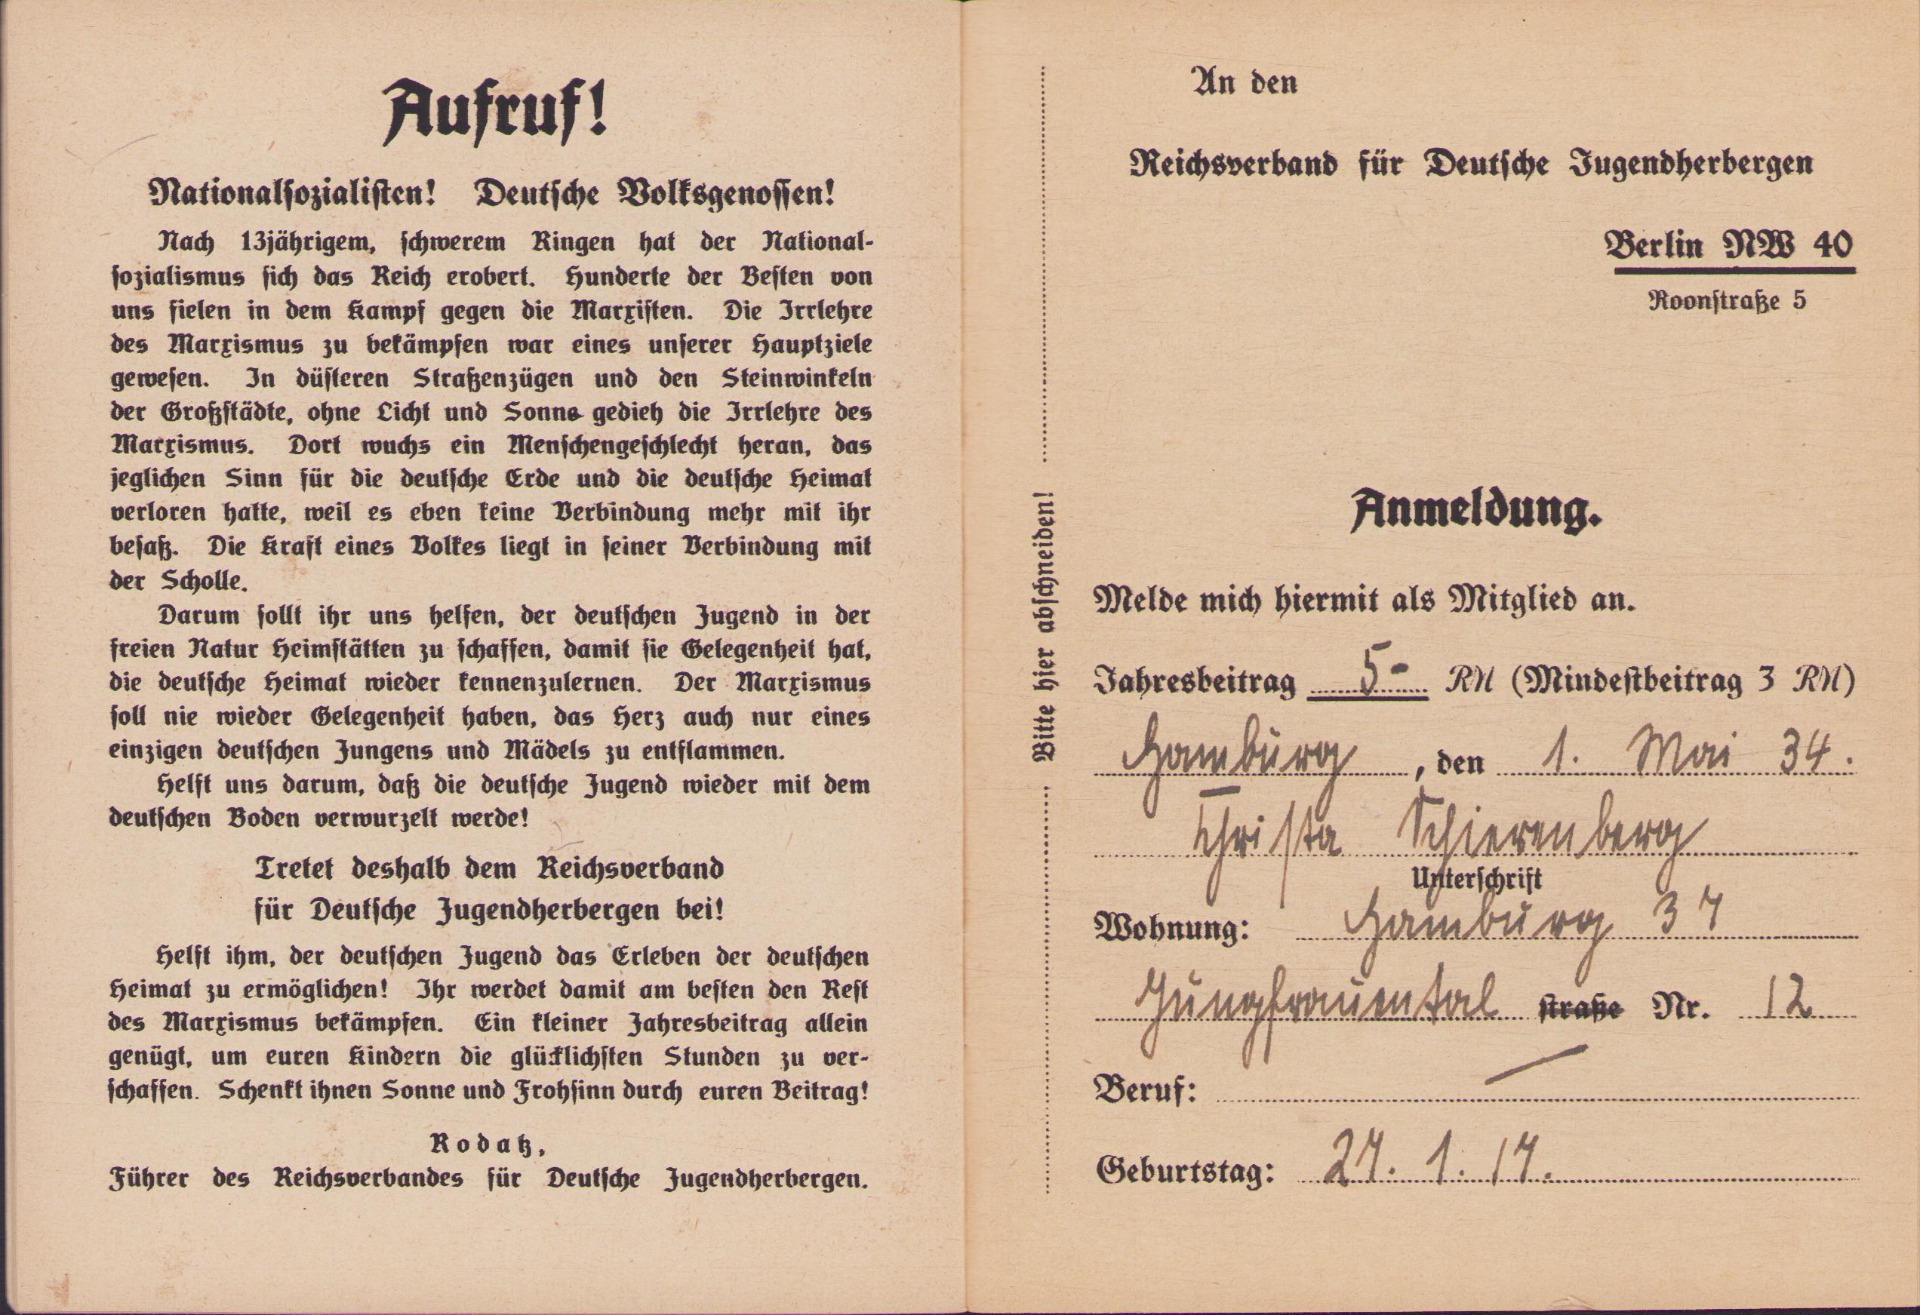 Aufruf!
Nationalsozialisten! Deutsche Volksgenossen!
Nach 13jährigem, schwerem Ringen hat der National-
sozialismus sich das Reich erobert. Hunderte der Besten von
uns fielen in dem Kampf gegen die Marxisten. Die Irrlehre
des Marxismus zu bekämpfen war eines unserer Hauptziele
gewesen. In düsteren Straßenzügen und den Steinwinkeln
der Großstädte, ohne Licht und Sonne gedieh die Irrlehre des
Marxismus. Dort wuchs ein Menschengeschlecht heran, das
jeglichen Sinn für die deutsche Erde und die deutsche Heimat
verloren hatte, weil es eben keine Verbindung mehr mit ihr
besaß. Die Kraft eines Volkes liegt in seiner Verbindung mit
der Scholle.
Darum sollt ihr uns helfen, der deutschen Jugend in der
freien Natur Heimstätten zu schaffen, damit sie Gelegenheit hat,
die deutsche Heimat wieder kennenzulernen. Der Marxismus
soll nie wieder Gelegenheit haben, das Herz auch nur eines
einzigen deutschen Jungens und Mädels zu entflammen.
Helft uns darum, daß die deutsche Jugend wieder mit dem
deutschen Boden verwurzelt werde!
Tretet deshalb dem Reichsverband
für Deutsche Jugendherbergen bei!
Helft ihm, der deutschen Jugend das Erleben der deutschen
Heimat zu ermöglichen! Ihr werdet damit am besten den Rest
des Marxismus bekämpfen. Ein kleiner Jahresbeitrag allein
genügt, um euren Kindern die glücklichsten Stunden zu ver-
schaffen. Schenkt ihnen Sonne und Frohsinn durch euren Beitrag!
Rodatz,
Führer des Reichsverbandes für Deutsche Jugendherbergen.
Bitte hier abschneiden!
An den
Reichsverband für Deutsche Jugendherbergen
Berlin NW 40
Roonstraße 5
Anmeldung.
Melde mich hiermit als Mitglied an.
Jahresbeitrag 5- RM (Mindestbeitrag 3 RM)
Hamburg, den 1. Mai 34.
Christa Schierenberg
Unterschrift
Wohnung: Hamburg 37
Jungfrauental straße Nr. 12
Beruf: —
Geburtstag: 27. 1. 17.